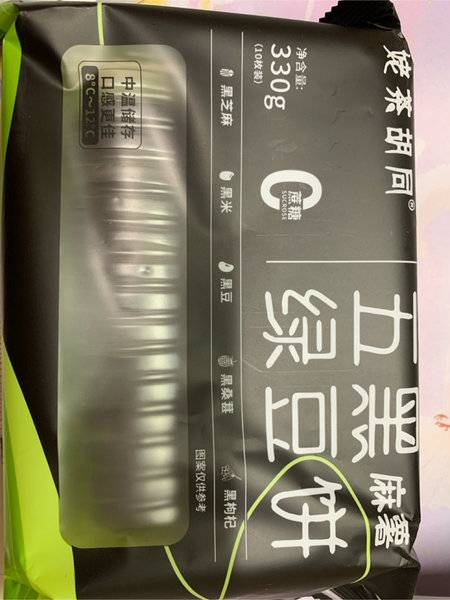 姥茶胡同®
五黑 麻薯
绿豆饼
0
蔗糖
SUCROSE
净含量:
330g
(10枚装)
黑芝麻
黑米
黑豆
黑桑葚
黑枸杞
图案仅供参考
中温储存
口感更佳
8°C~12°C